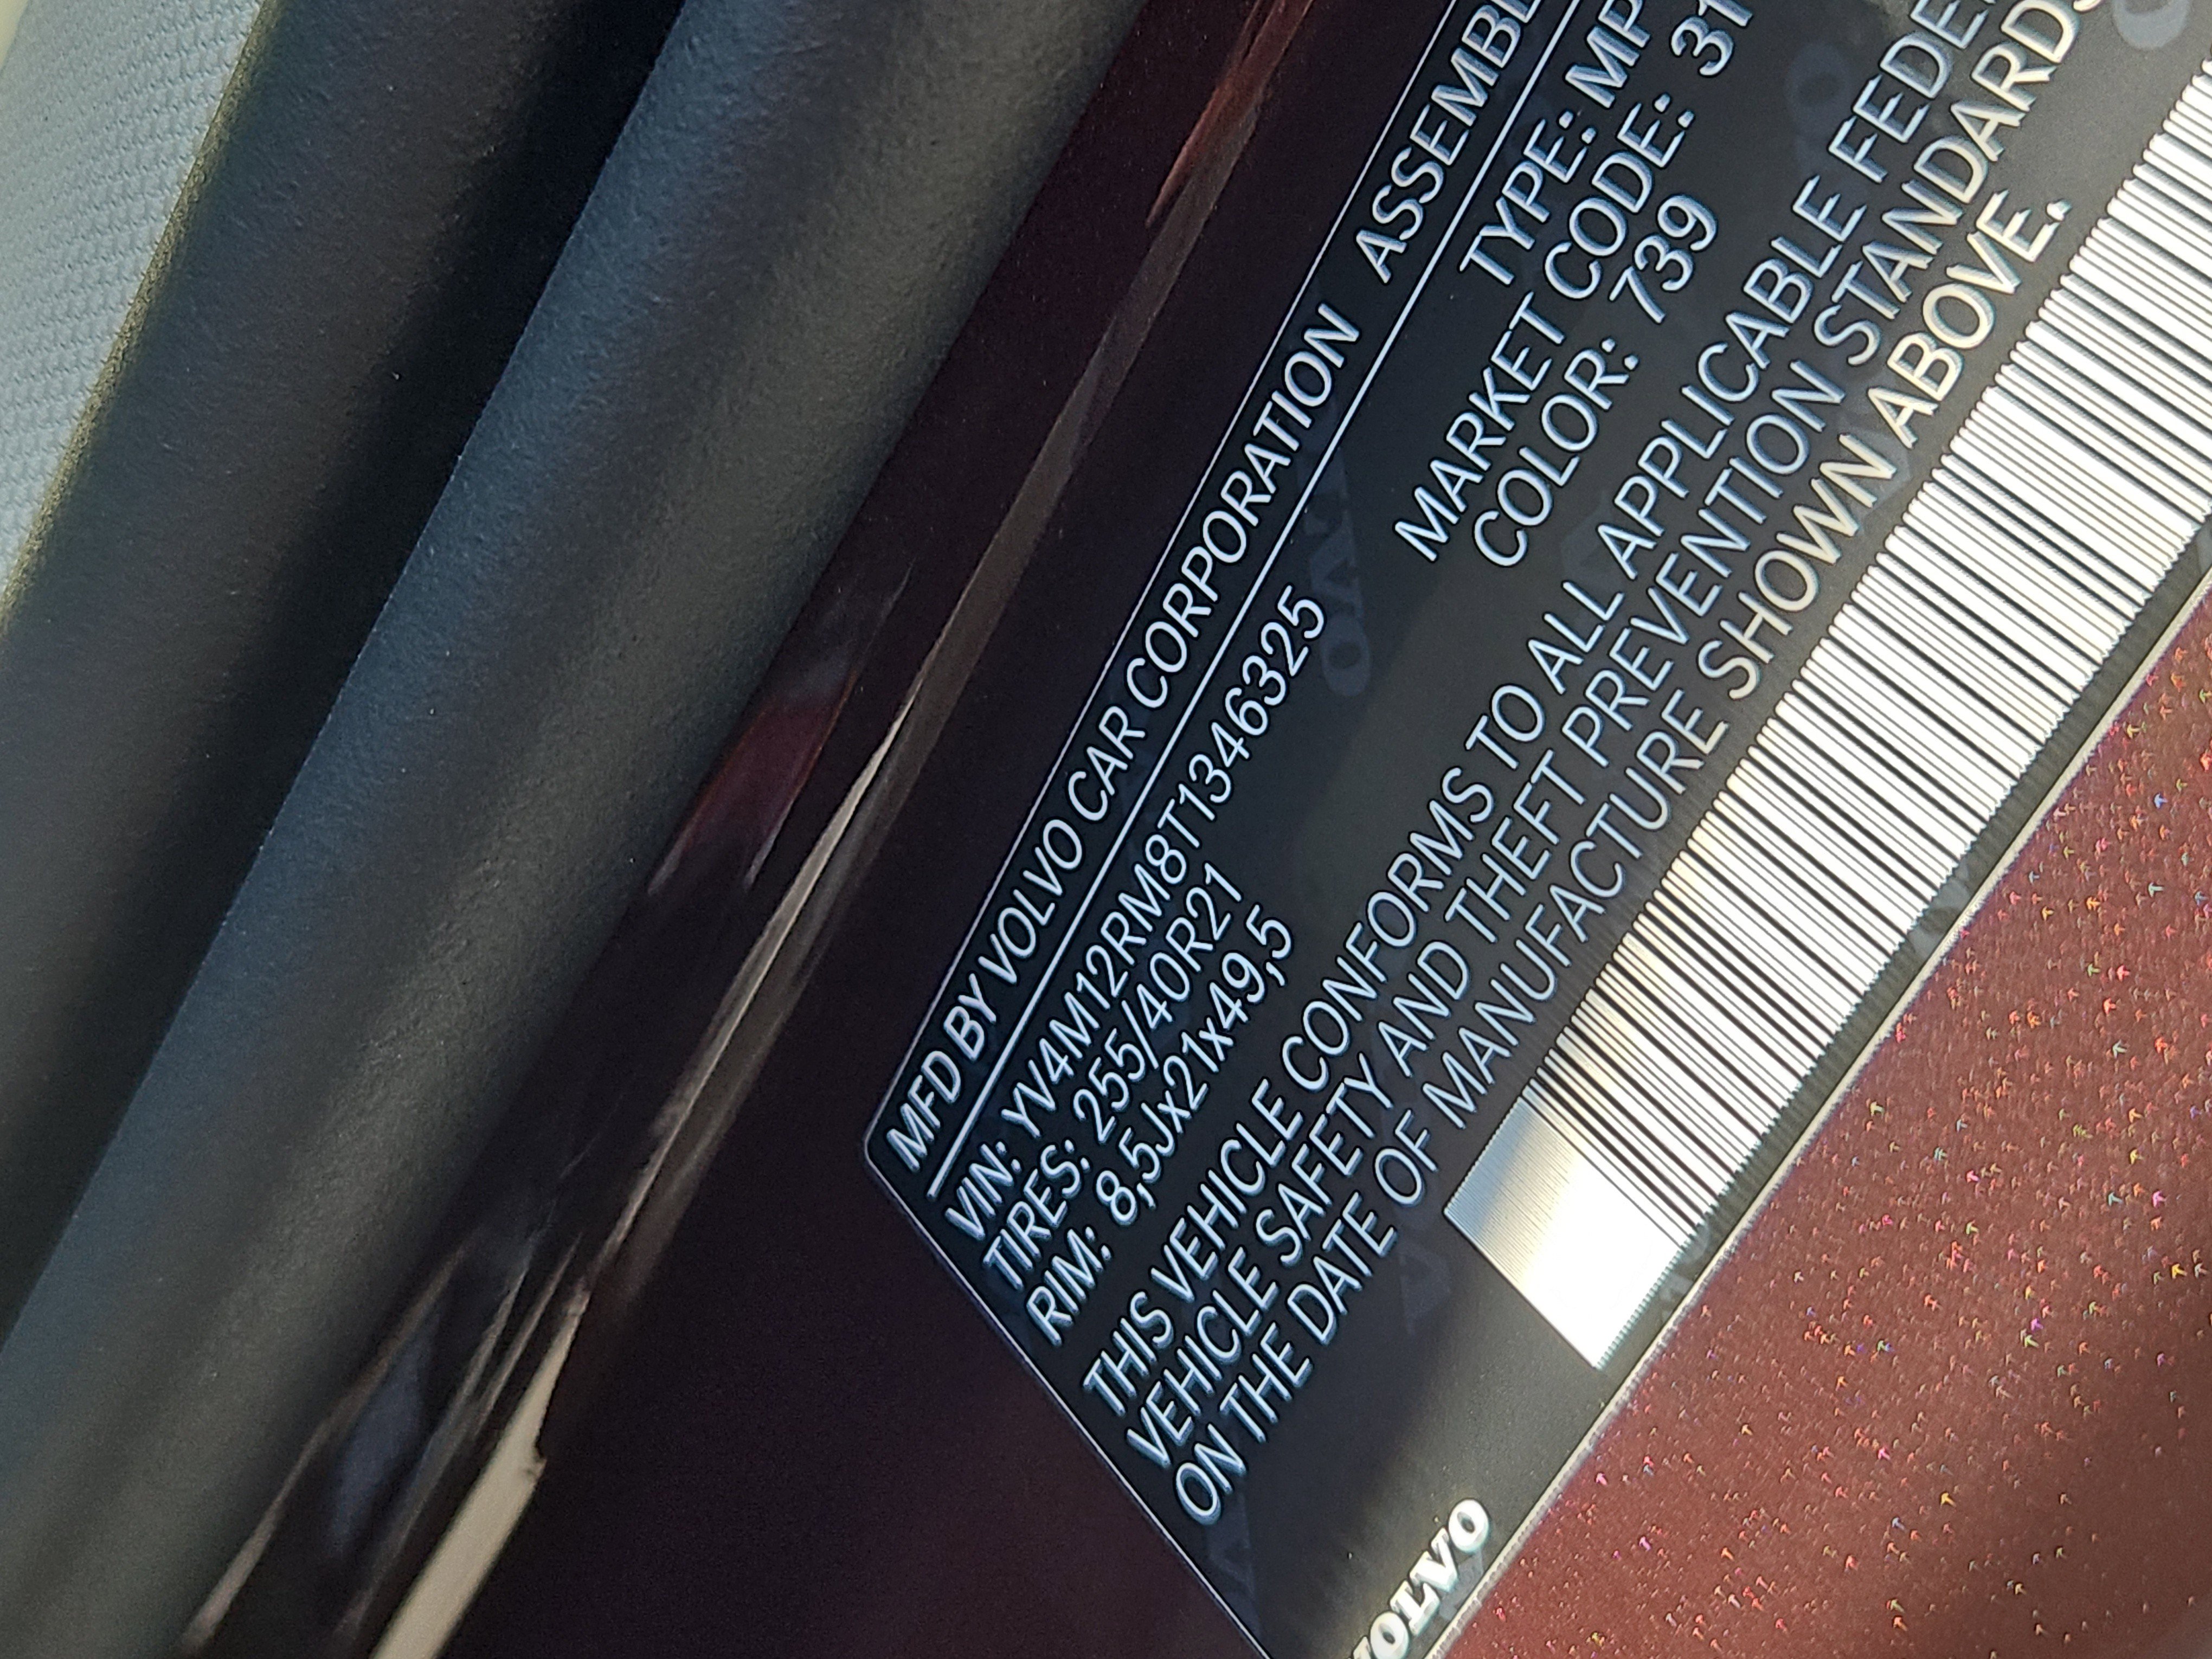 MFD BY VOLVO CAR CORPORATION ASSEMBL
VIN: YV4M12RM8T1346325
TIRES: 255/40R21
RIM: 8,5Jx21x49,5
TYPE: MP
MARKET CODE: 31
COLOR: 739
THIS VEHICLE CONFORMS TO ALL APPLICABLE FEDE
VEHICLE SAFETY AND THEFT PREVENTION STANDARDS
ON THE DATE OF MANUFACTURE SHOWN ABOVE.
VOLVO